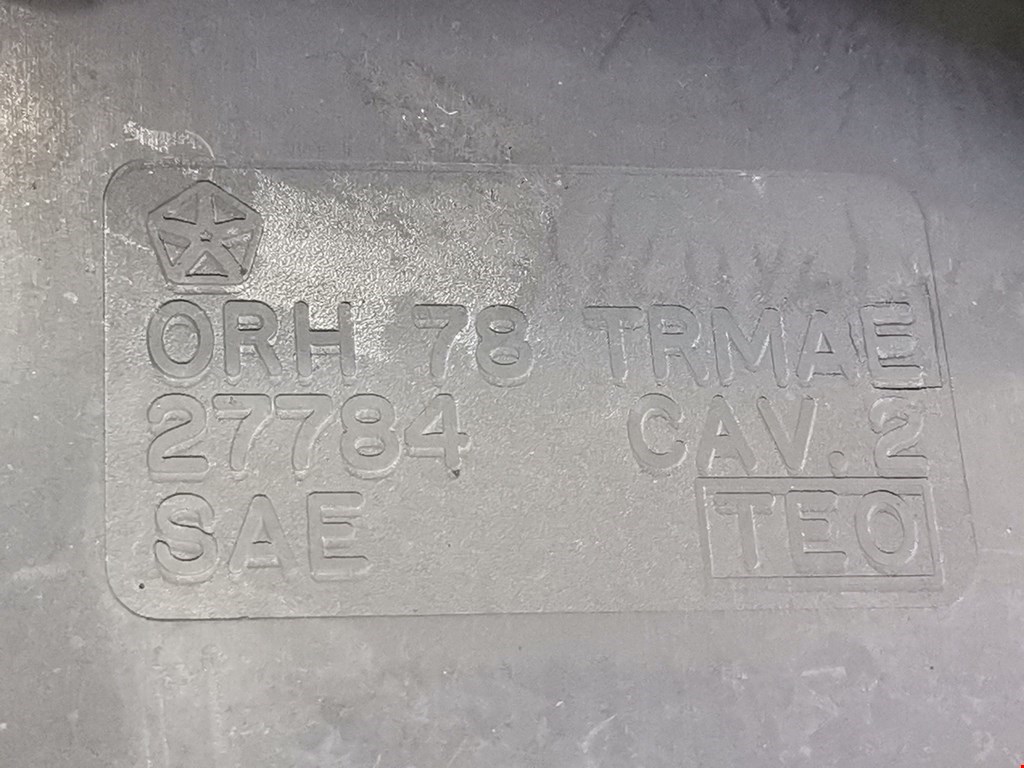 ORH 78 TRMAE
27784 CAV. 2
SAE TEO